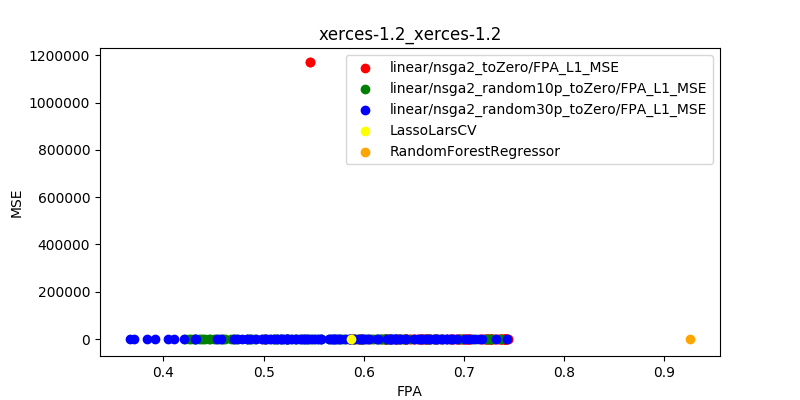 xerces-1.2_xerces-1.2
1200000
1000000
800000
600000
400000
200000
0
MSE
linear/nsga2_toZero/FPA_L1_MSE
linear/nsga2_random10p_toZero/FPA_L1_MSE
linear/nsga2_random30p_toZero/FPA_L1_MSE
LassoLarsCV
RandomForestRegressor
0.4 0.5 0.6 0.7 0.8 0.9
FPA